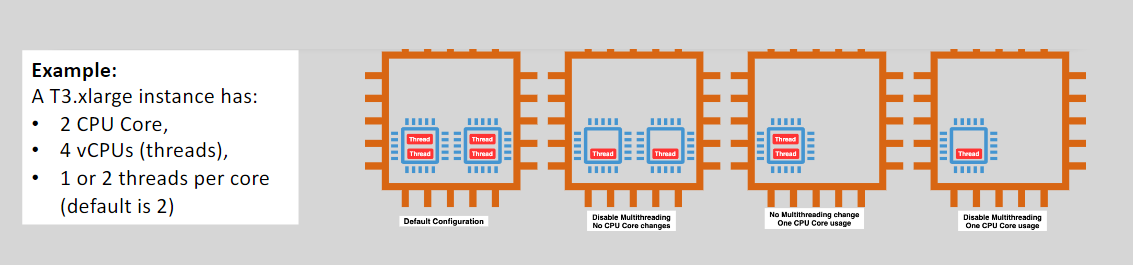 Example:
A T3.xlarge instance has:
• 2 CPU Core,
• 4 vCPUs (threads),
• 1 or 2 threads per core
(default is 2)
Thread
Thread
Thread
Thread
Default Configuration
Thread
Thread
Disable Multithreading
No CPU Core changes
Thread
Thread
No Multithreading change
One CPU Core usage
Thread
Disable Multithreading
One CPU Core usage